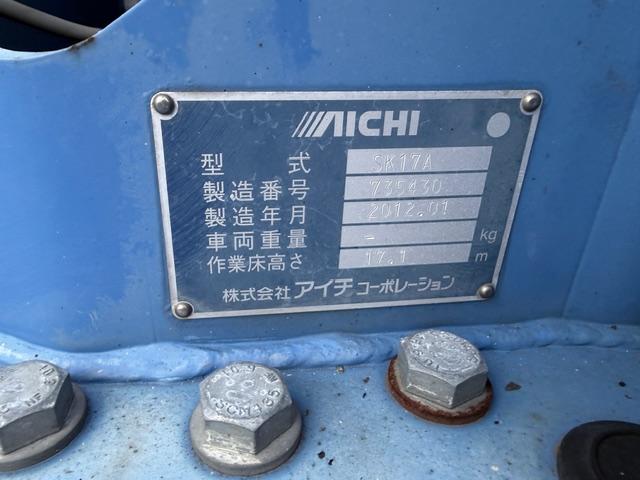 AICHI
型式 SK17A
製造番号 735430
製造年月 2012.01
車両重量 - kg
作業床高さ 17.1 m
株式会社 アイチコーポレーション